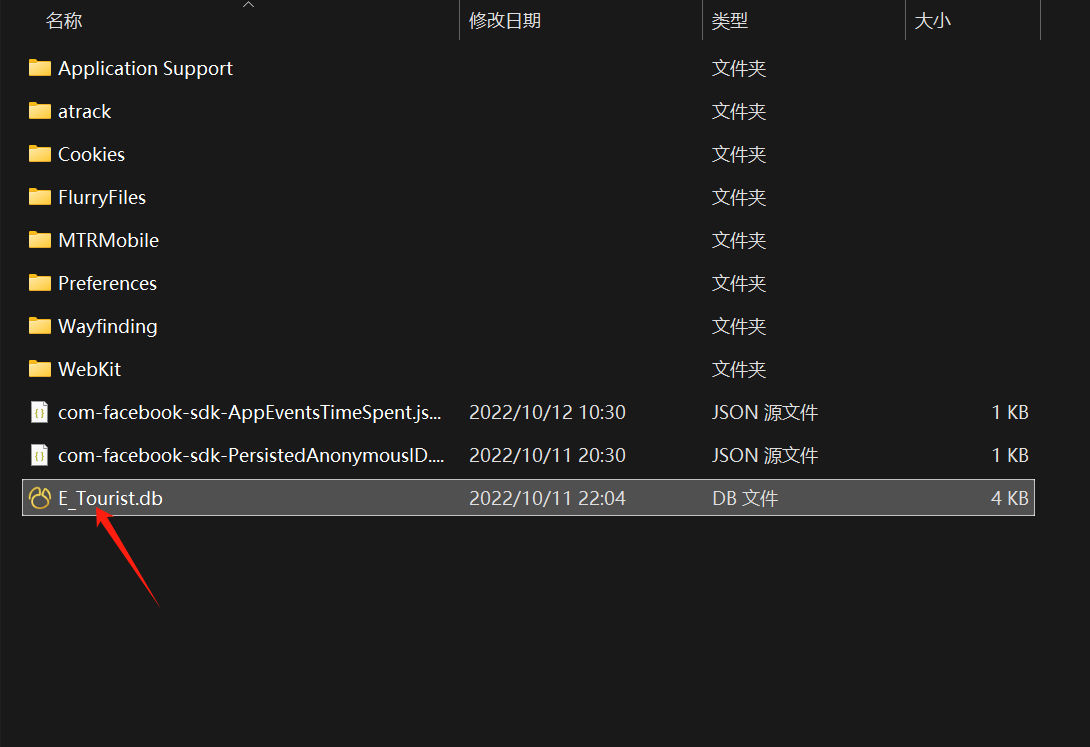 名称 修改日期 类型 大小
Application Support 文件夹
atrack 文件夹
Cookies 文件夹
FlurryFiles 文件夹
MTRMobile 文件夹
Preferences 文件夹
Wayfinding 文件夹
WebKit 文件夹
com-facebook-sdk-AppEventsTimeSpent.js... 2022/10/12 10:30 JSON 源文件 1 KB
com-facebook-sdk-PersistedAnonymousID.... 2022/10/11 20:30 JSON 源文件 1 KB
E_Tourist.db 2022/10/11 22:04 DB 文件 4 KB